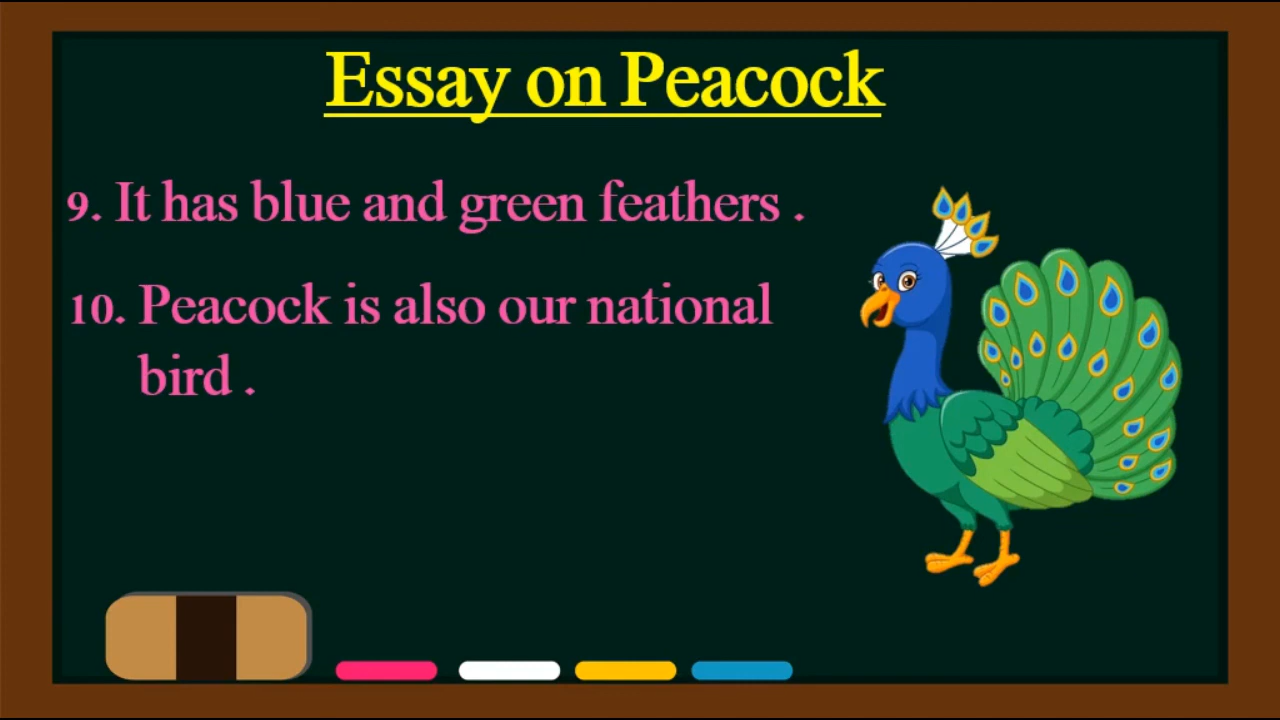 Essay on Peacock
9. It has blue and green feathers .
10. Peacock is also our national
bird .